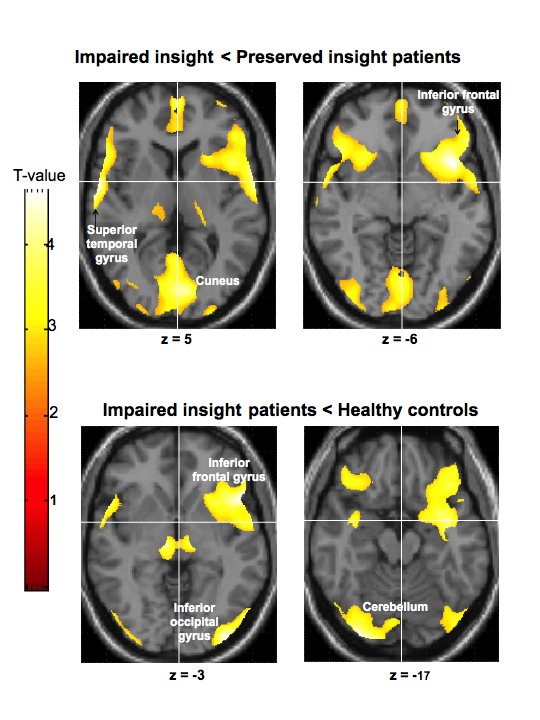 Impaired insight < Preserved insight patients
Inferior frontal
gyrus
T-value
4
3
2
1
Superior
temporal
gyrus
Cuneus
z = 5
z = -6
Impaired insight patients < Healthy controls
Inferior
frontal gyrus
Inferior
occipital
gyrus
Cerebellum
z = -3
z = -17